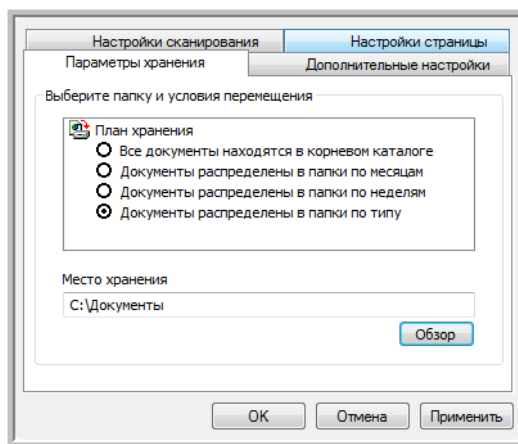 Настройки сканирования
Настройки страницы
Параметры хранения
Дополнительные настройки
Выберите папку и условия перемещения
План хранения
Все документы находятся в корневом каталоге
Документы распределены в папки по месяцам
Документы распределены в папки по неделям
Документы распределены в папки по типу
Место хранения
C:\Документы
Обзор
OK
Отмена
Применить